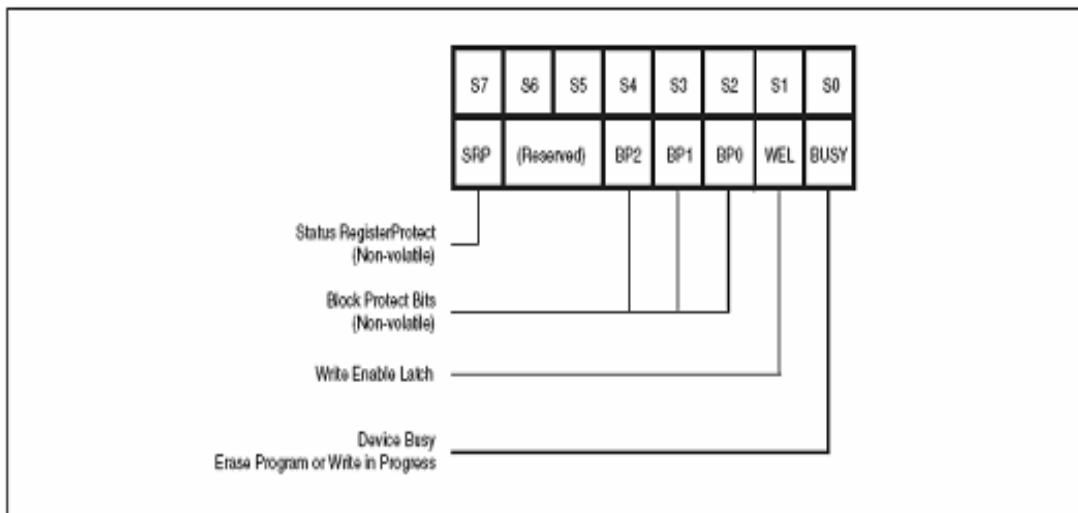 S7 S6 S5 S4 S3 S2 S1 S0
SRP (Reserved) BP2 BP1 BP0 WEL BUSY
Status RegisterProtect
(Non-volatile)
Block Protect Bits
(Non-volatile)
Write Enable Latch
Device Busy
Erase Program or Write in Progress